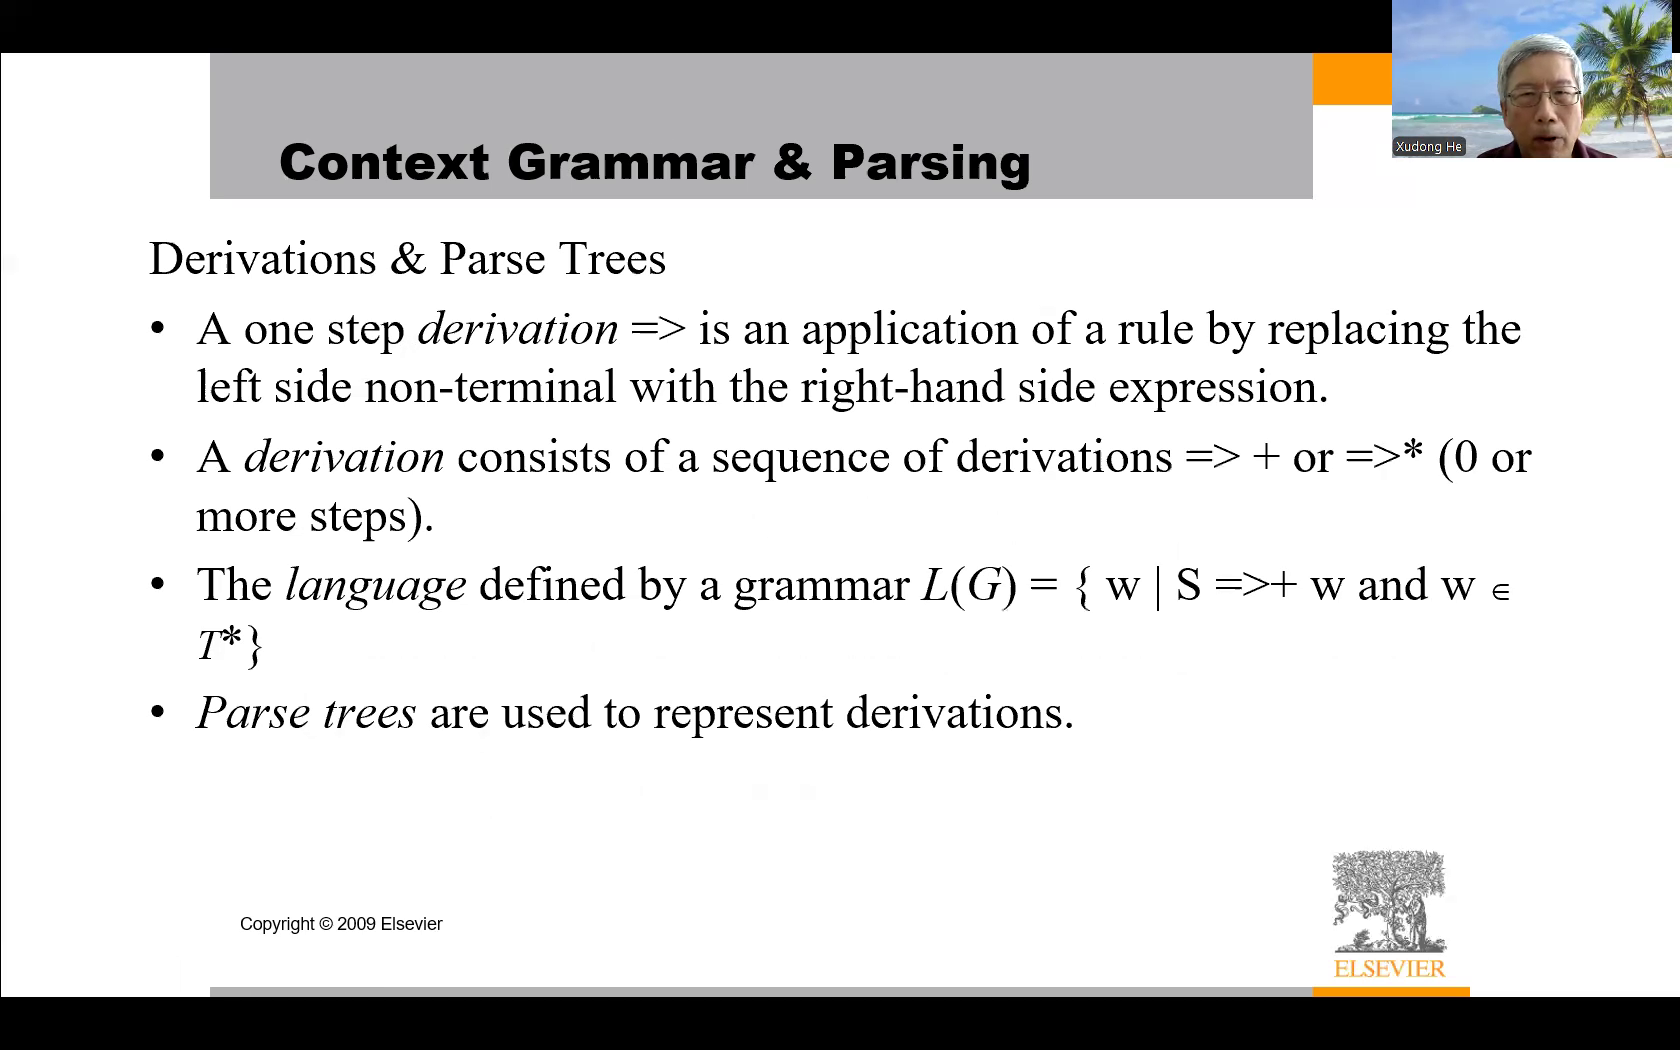 Xudong He
Context Grammar & Parsing
Derivations & Parse Trees
• A one step derivation => is an application of a rule by replacing the
left side non-terminal with the right-hand side expression.
• A derivation consists of a sequence of derivations => + or =>* (0 or
more steps).
• The language defined by a grammar L(G) = { w | S =>+ w and w ∈
T*}
• Parse trees are used to represent derivations.
Copyright © 2009 Elsevier
ELSEVIER